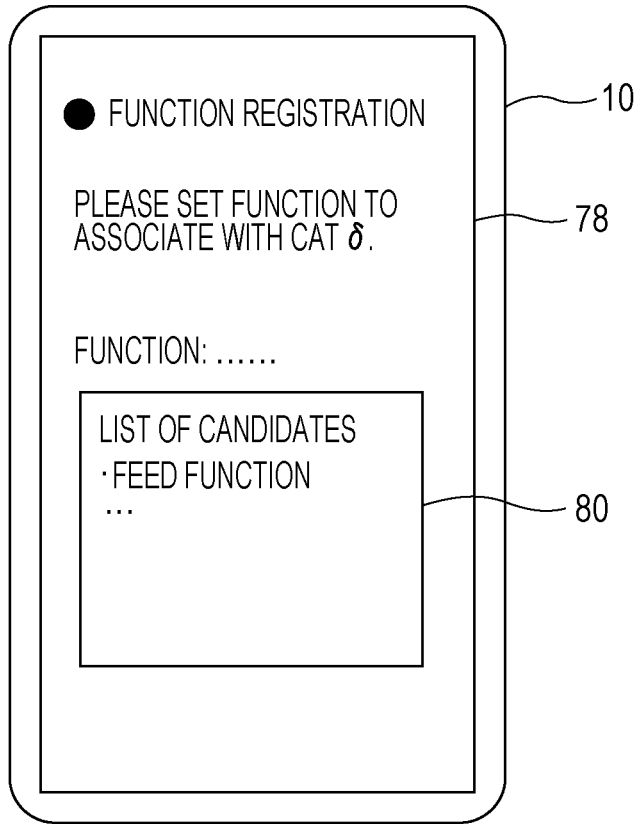 ● FUNCTION REGISTRATION
PLEASE SET FUNCTION TO
ASSOCIATE WITH CAT δ.
FUNCTION: ......
LIST OF CANDIDATES
·FEED FUNCTION
...
10
78
80